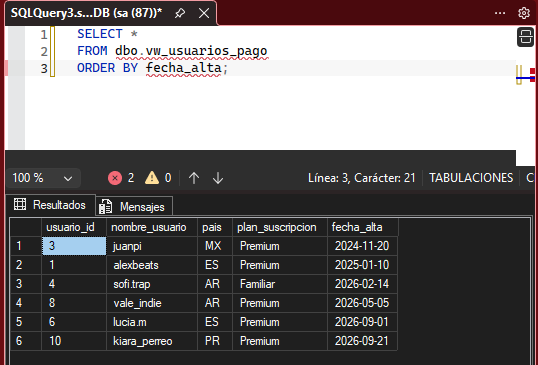 SQLQuery3.s...DB (sa (87))*
1 SELECT *
2 FROM dbo.vw_usuarios_pago
3 ORDER BY fecha_alta;
100 % 2 0 Línea: 3, Carácter: 21 TABULACIONES C
Resultados Mensajes
usuario_id nombre_usuario pais plan_suscripcion fecha_alta
1 3 juanpi MX Premium 2024-11-20
2 1 alexbeats ES Premium 2025-01-10
3 4 sofi.trap AR Familiar 2026-02-14
4 8 vale_indie AR Premium 2026-05-05
5 6 lucia.m ES Premium 2026-09-01
6 10 kiara_perreo PR Premium 2026-09-21